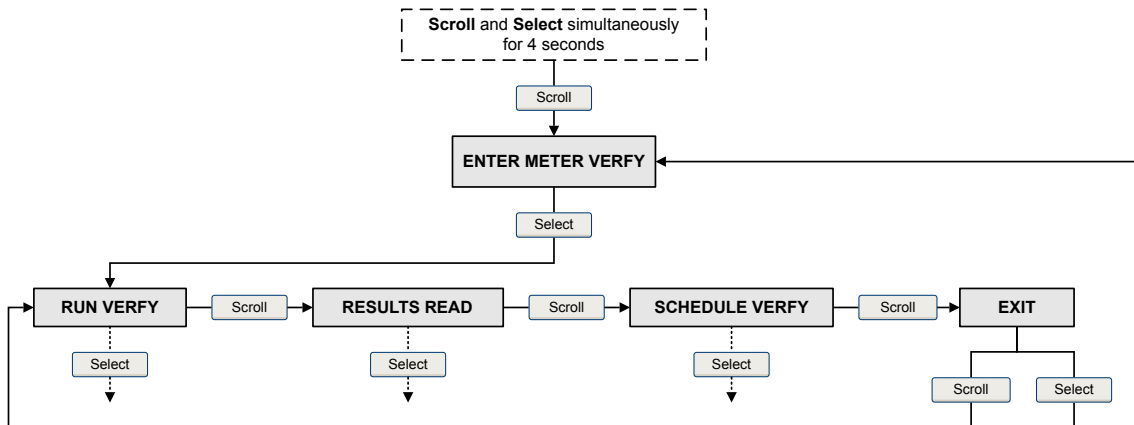 Scroll and Select simultaneously
for 4 seconds
Scroll
ENTER METER VERFY
Select
RUN VERFY
Scroll
RESULTS READ
Scroll
SCHEDULE VERFY
Scroll
EXIT
Select
Select
Select
Scroll
Select